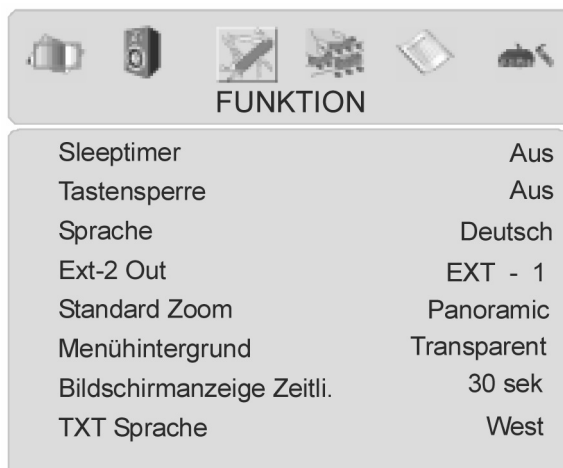 FUNKTION
Sleeptimer Aus
Tastensperre Aus
Sprache Deutsch
Ext-2 Out EXT - 1
Standard Zoom Panoramic
Menühintergrund Transparent
Bildschirmanzeige Zeitli. 30 sek
TXT Sprache West